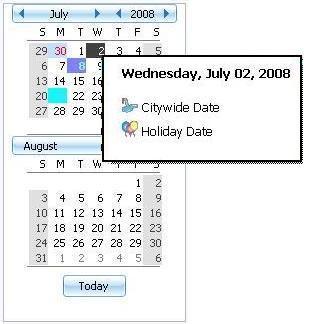 July 2008
S M T W T F S
29 30 1 2 3 4 5
6 7 8 9
13 14 15 16
20 22 23
27 28 29 30
Wednesday, July 02, 2008
Citywide Date
Holiday Date
August
S M T W T F S
1 2
3 4 5 6 7 8 9
10 11 12 13 14 15 16
17 18 19 20 21 22 23
24 25 26 27 28 29 30
31 1 2 3 4 5 6
Today